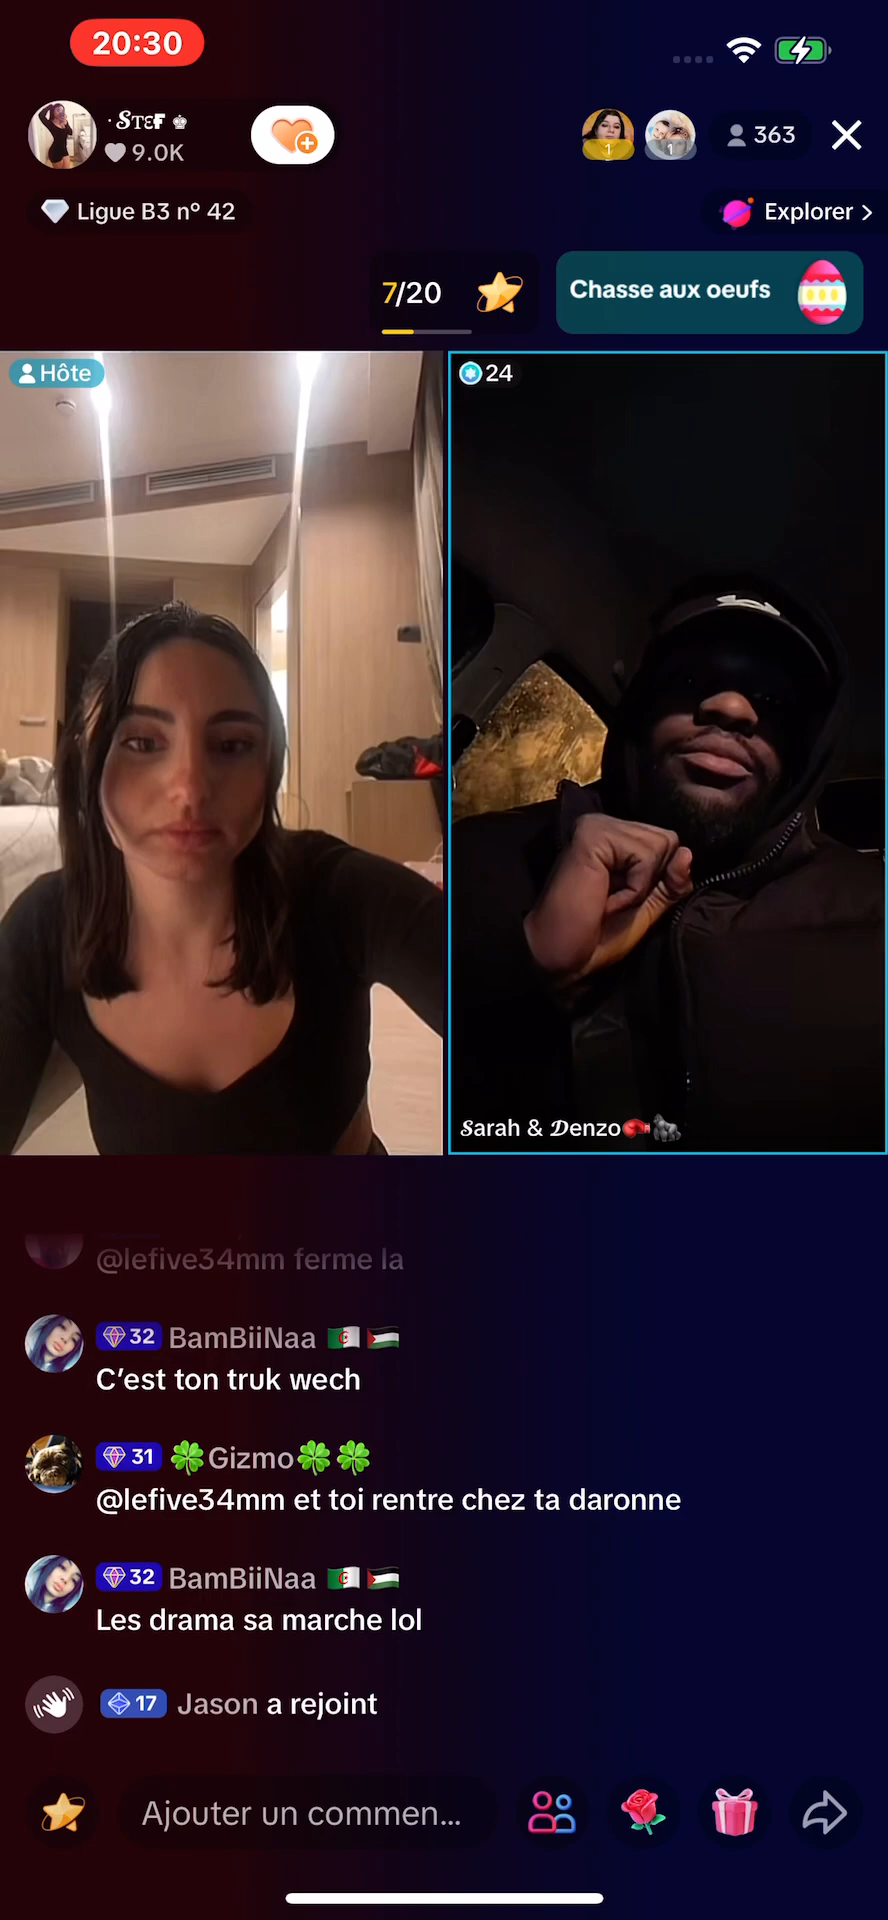 20:30
· 𝓢ᴛᴇ𝗙 ♚
9.0K
1
1
363
Ligue B3 nº 42
Explorer >
7/20
Chasse aux oeufs
Hôte
24
𝓢arah & 𝓓enzo🥊🦍
@lefive34mm ferme la
32 BamBiiNaa 🇩🇿 🇵🇸
C’est ton truk wech
31 🍀Gizmo🍀🍀
@lefive34mm et toi rentre chez ta daronne
32 BamBiiNaa 🇩🇿 🇵🇸
Les drama sa marche lol
17 Jason a rejoint
Ajouter un commen...